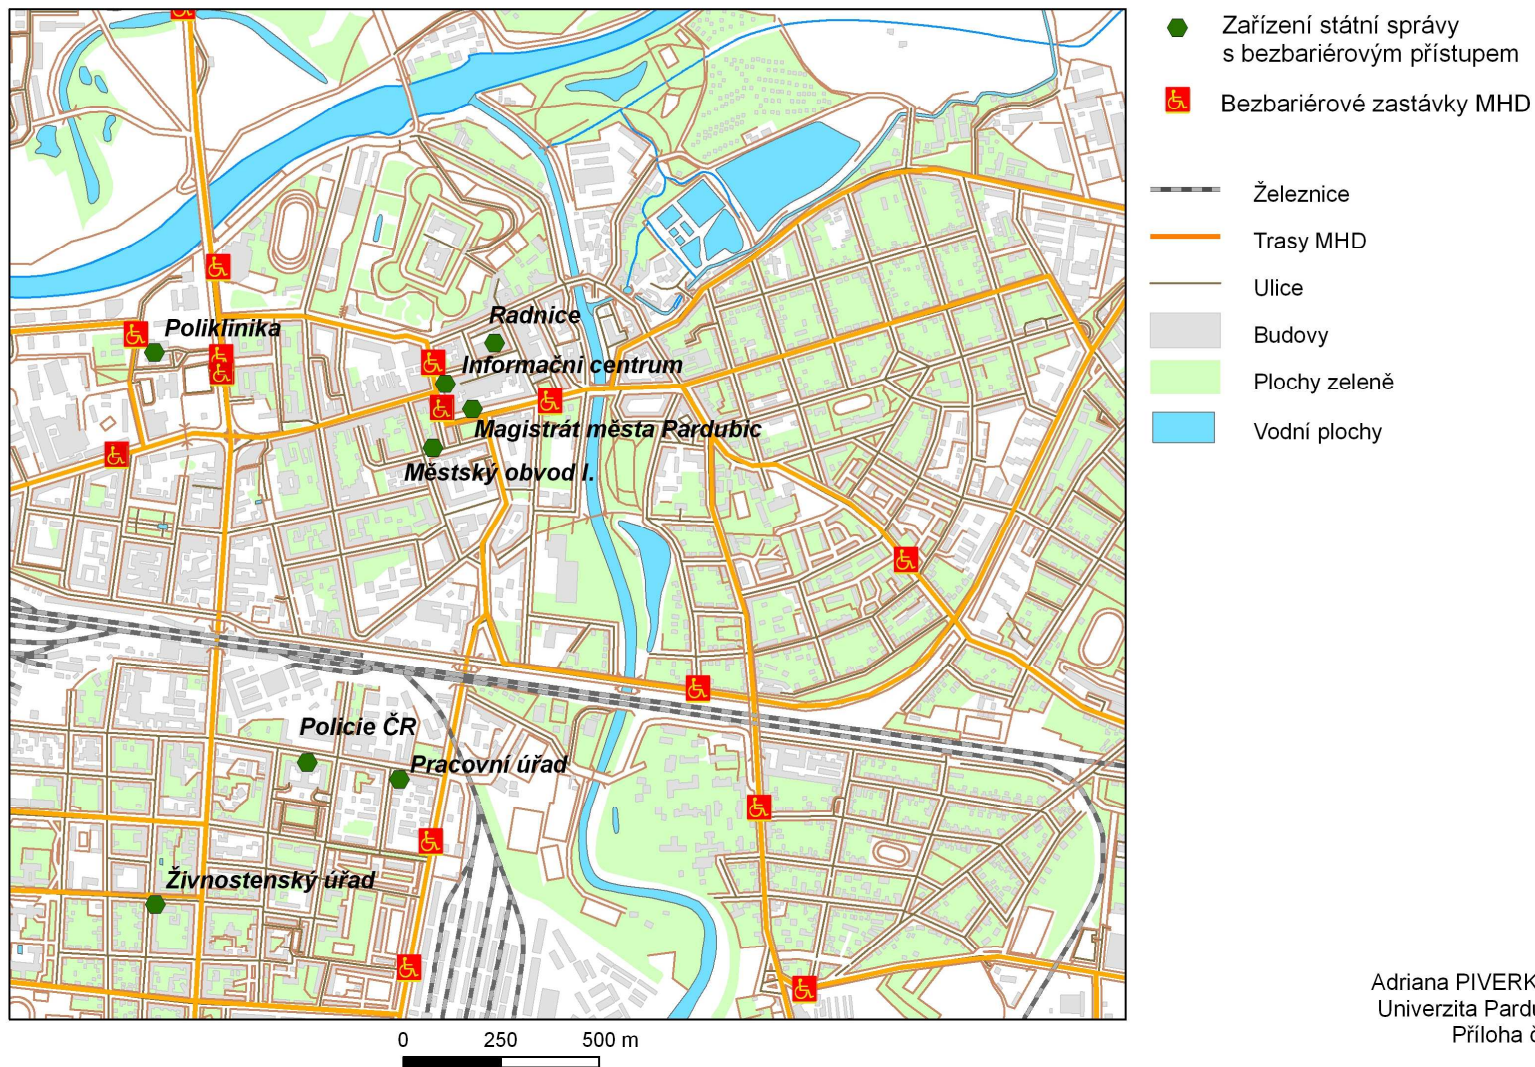 Zařízení státní správy
s bezbariérovým přístupem
Bezbariérové zastávky MHD
Železnice
Trasy MHD
Ulice
Budovy
Plochy zeleně
Vodní plochy
Poliklinika
Radnice
Informačni centrum
Magistrát města Pardubic
Městský obvod I.
Policie ČR
Pracovní úřad
Živnostenský úřad
0 250 500 m
Adriana PIVERK
Univerzita Pardu
Příloha č